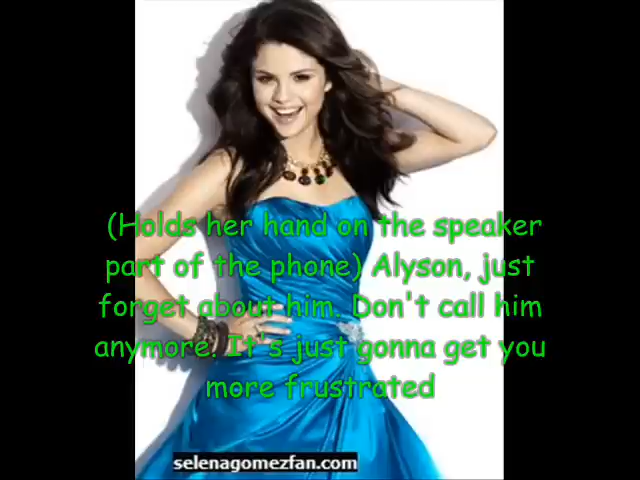 (Holds her hand on the speaker
part of the phone) Alyson, just
forget about him. Don't call him
anymore. It's just gonna get you
more frustrated
selenagomezfan.com